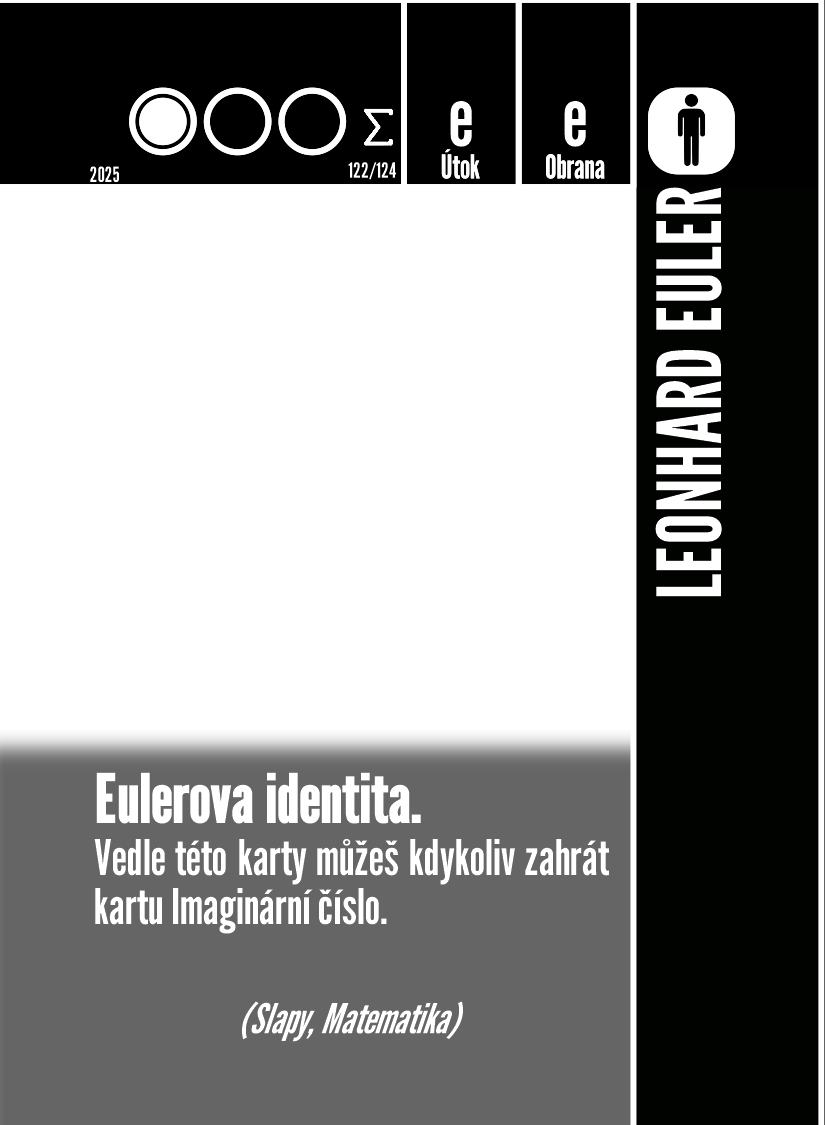 Σ
2025
122/124
e
Útok
e
Obrana
LEONHARD EULER
Eulerova identita.
Vedle této karty můžeš kdykoliv zahrát
kartu Imaginární číslo.
(Slapy, Matematika)